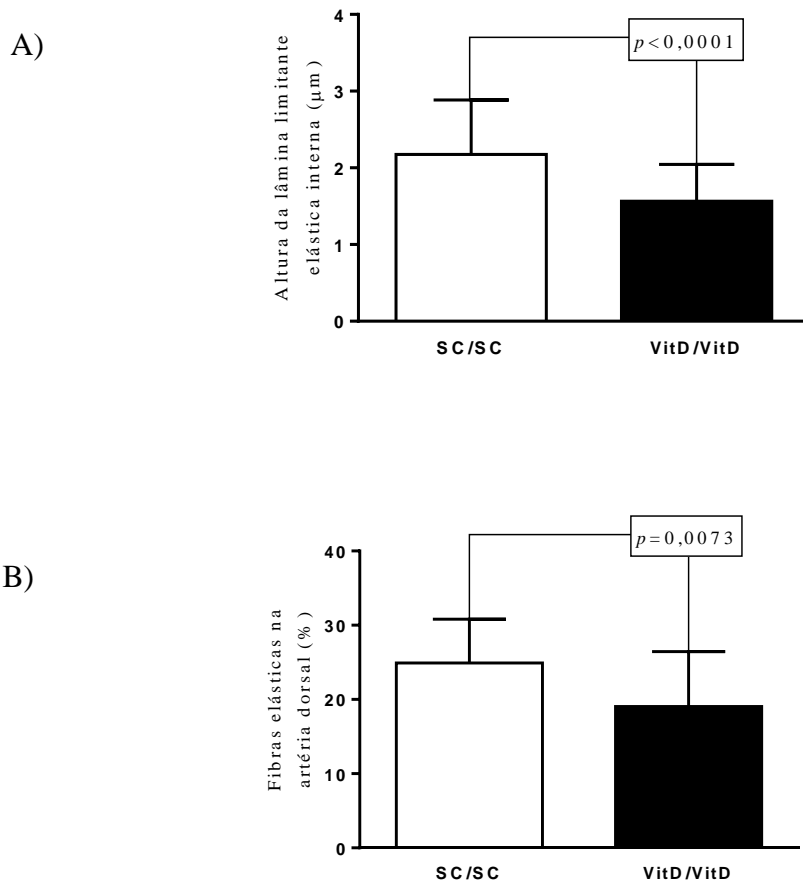 A)
Altura da lâmina limitante
elástica interna (μm)
4
3
2
1
0
p<0,0001
SC/SC
VitD/VitD
B)
Fibras elásticas na
artéria dorsal (%)
40
30
20
10
0
p=0,0073
SC/SC
VitD/VitD